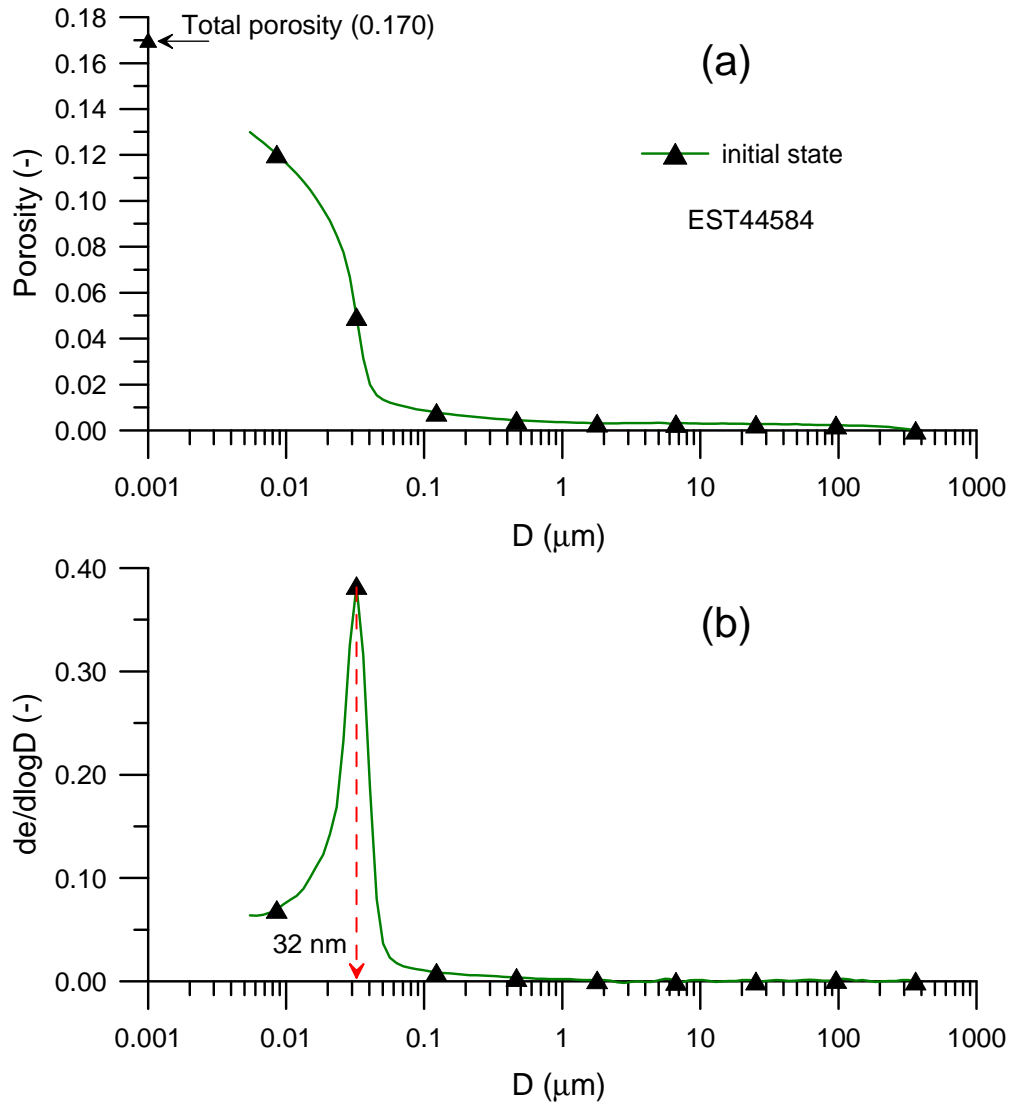 0.18
Total porosity (0.170)
(a)
0.16
0.14
initial state
0.12
0.10
EST44584
0.08
0.06
0.04
0.02
0.00
Porosity (-)
0.001 0.01 0.1 1 10 100 1000
D (μm)
0.40
(b)
0.30
0.20
0.10
32 nm
0.00
de/dlogD (-)
0.001 0.01 0.1 1 10 100 1000
D (μm)